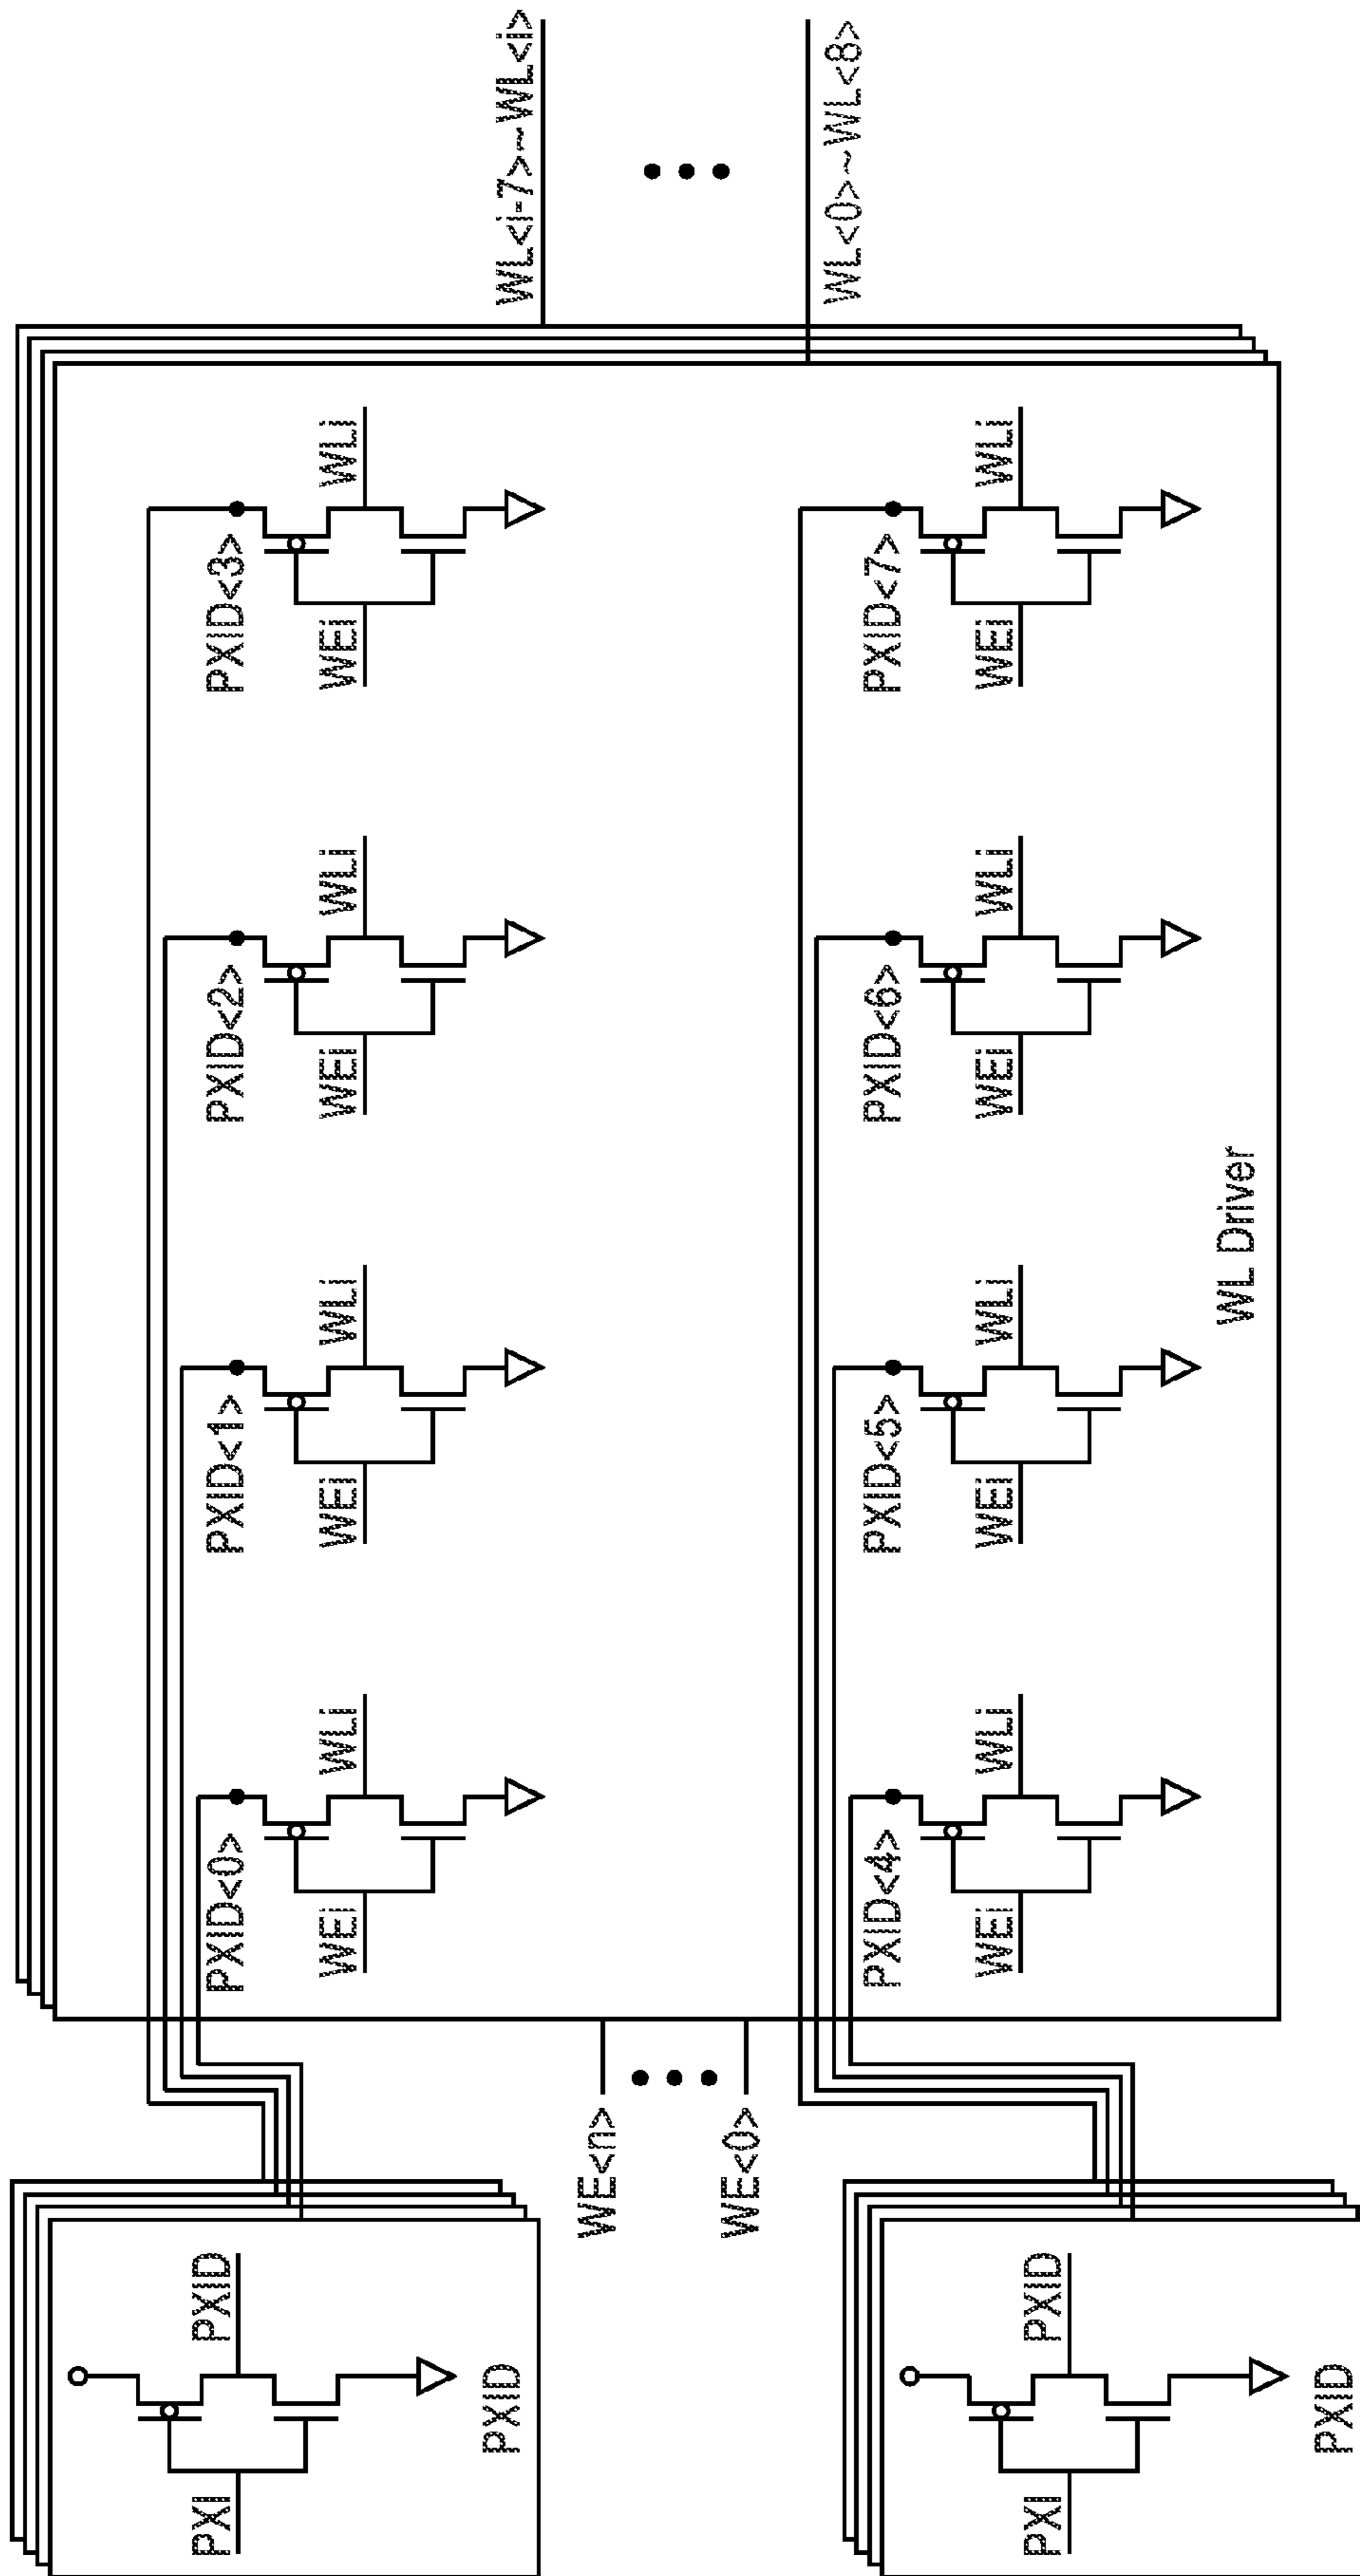 PXI
PXID
PXID
PXI
PXID
PXID
WE<n>
WE<0>
PXID<0>
WEi
WLi
PXID<1>
WEi
WLi
PXID<2>
WEi
WLi
PXID<3>
WEi
WLi
PXID<4>
WEi
WLi
PXID<5>
WEi
WLi
PXID<6>
WEi
WLi
PXID<7>
WEi
WLi
WL Driver
WL<i-7>~WL<i>
WL<0>~WL<8>